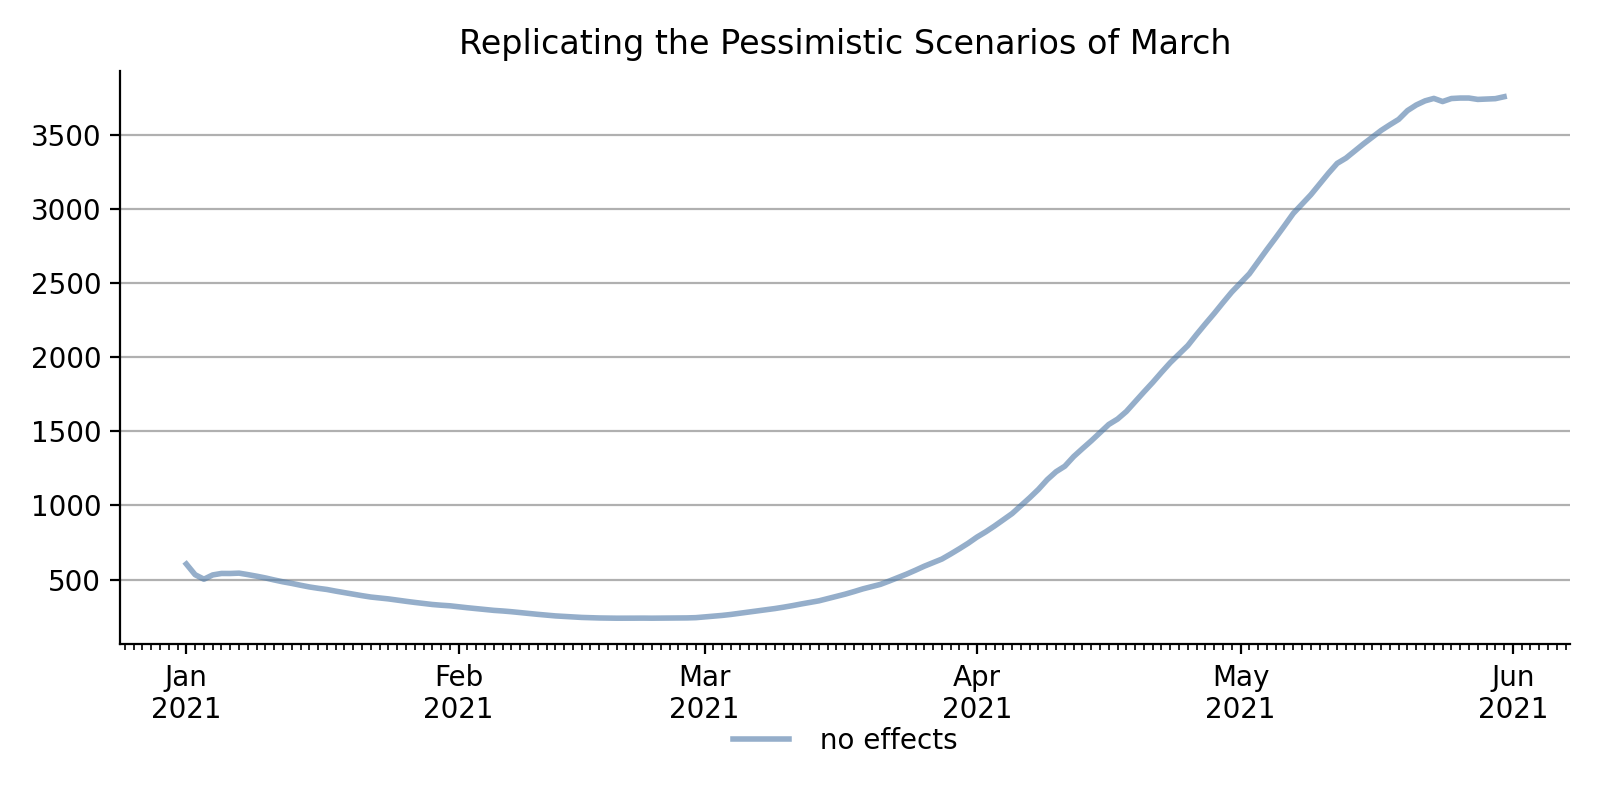 Replicating the Pessimistic Scenarios of March
3500
3000
2500
2000
1500
1000
500
Jan Feb Mar Apr May Jun
2021 2021 2021 2021 2021 2021
no effects